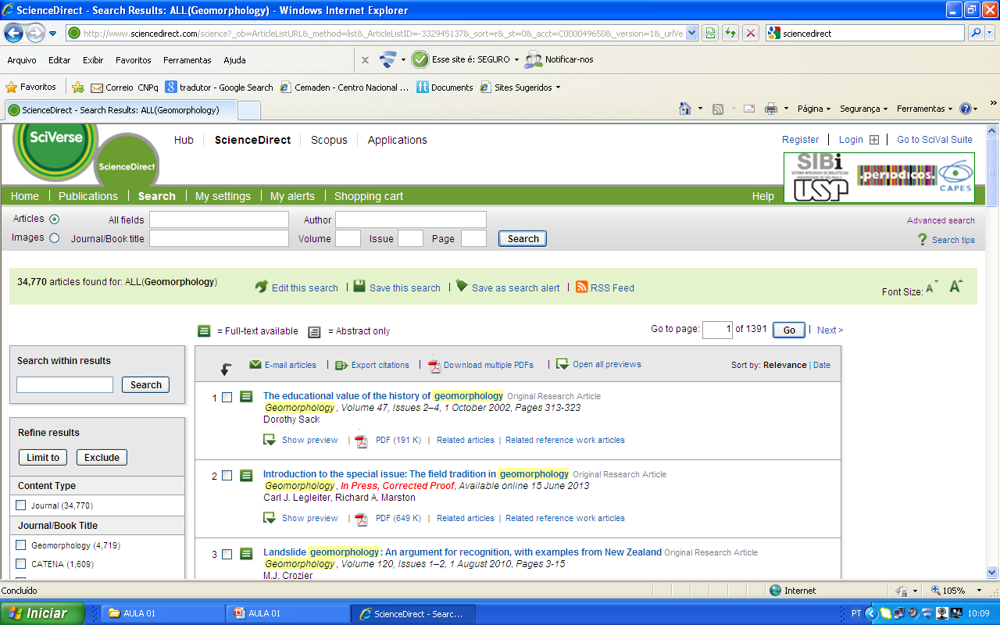 ScienceDirect - Search Results: ALL(Geomorphology) - Windows Internet Explorer
http://www.sciencedirect.com/science?_ob=ArticleListURL&_method=list&_ArticleListID=-332945137&_sort=r&_st=0&_acct=C000049650&_version=1&_urlVe sciencedirect
Arquivo Editar Exibir Favoritos Ferramentas Ajuda Esse site é: SEGURO Notificar-nos
Favoritos Correio CNPq tradutor - Google Search Cemaden - Centro Nacional ... Documents Sites Sugeridos
ScienceDirect - Search Results: ALL(Geomorphology) Página Segurança Ferramentas
SciVerse ScienceDirect
Hub ScienceDirect Scopus Applications Register Login Go to SciVal Suite
SIBi USP .periodicos. CAPES
Home Publications Search My settings My alerts Shopping cart Help
Articles All fields Author Advanced search
Images Journal/Book title Volume Issue Page Search Search tips
34,770 articles found for: ALL(Geomorphology) Edit this search Save this search Save as search alert RSS Feed Font Size: A A
= Full-text available = Abstract only Go to page: 1 of 1391 Go Next >
Search within results
Search
E-mail articles Export citations Download multiple PDFs Open all previews Sort by: Relevance | Date
1 The educational value of the history of geomorphology Original Research Article
Geomorphology, Volume 47, Issues 2–4, 1 October 2002, Pages 313-323
Dorothy Sack
Show preview | PDF (191 K) | Related articles | Related reference work articles
Refine results
Limit to Exclude
Content Type
Journal (34,770)
Journal/Book Title
Geomorphology (4,719)
CATENA (1,609)
2 Introduction to the special issue: The field tradition in geomorphology Original Research Article
Geomorphology, In Press, Corrected Proof, Available online 15 June 2013
Carl J. Legleiter, Richard A. Marston
Show preview | PDF (649 K) | Related articles | Related reference work articles
3 Landslide geomorphology: An argument for recognition, with examples from New Zealand Original Research Article
Geomorphology, Volume 120, Issues 1–2, 1 August 2010, Pages 3-15
M.J. Crozier
Concluído Internet 105%
Iniciar AULA 01 AULA 01 ScienceDirect - Searc... PT 10:09